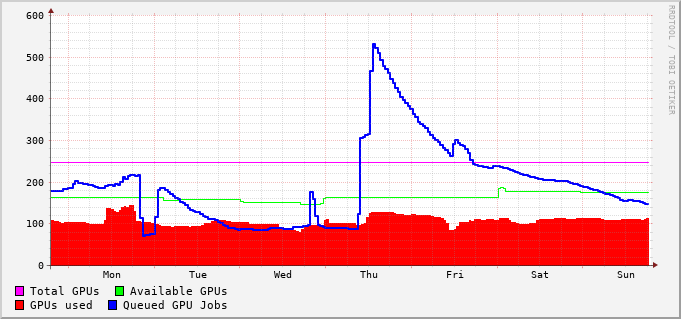 600
500
400
300
200
100
0
Mon Tue Wed Thu Fri Sat Sun
Total GPUs Available GPUs
GPUs used Queued GPU Jobs
RRDTOOL / TOBI OETIKER